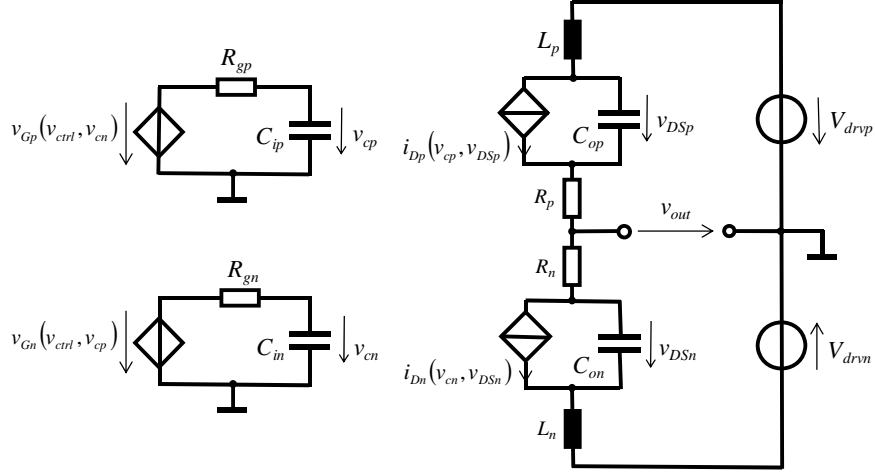 R_gp
v_Gp(v_ctrl, v_cn)
C_ip
v_cp
R_gn
v_Gn(v_ctrl, v_cp)
C_in
v_cn
L_p
i_Dp(v_cp, v_DSp)
C_op
v_DSp
V_drvp
R_p
v_out
R_n
i_Dn(v_cn, v_DSn)
C_on
v_DSn
V_drvn
L_n